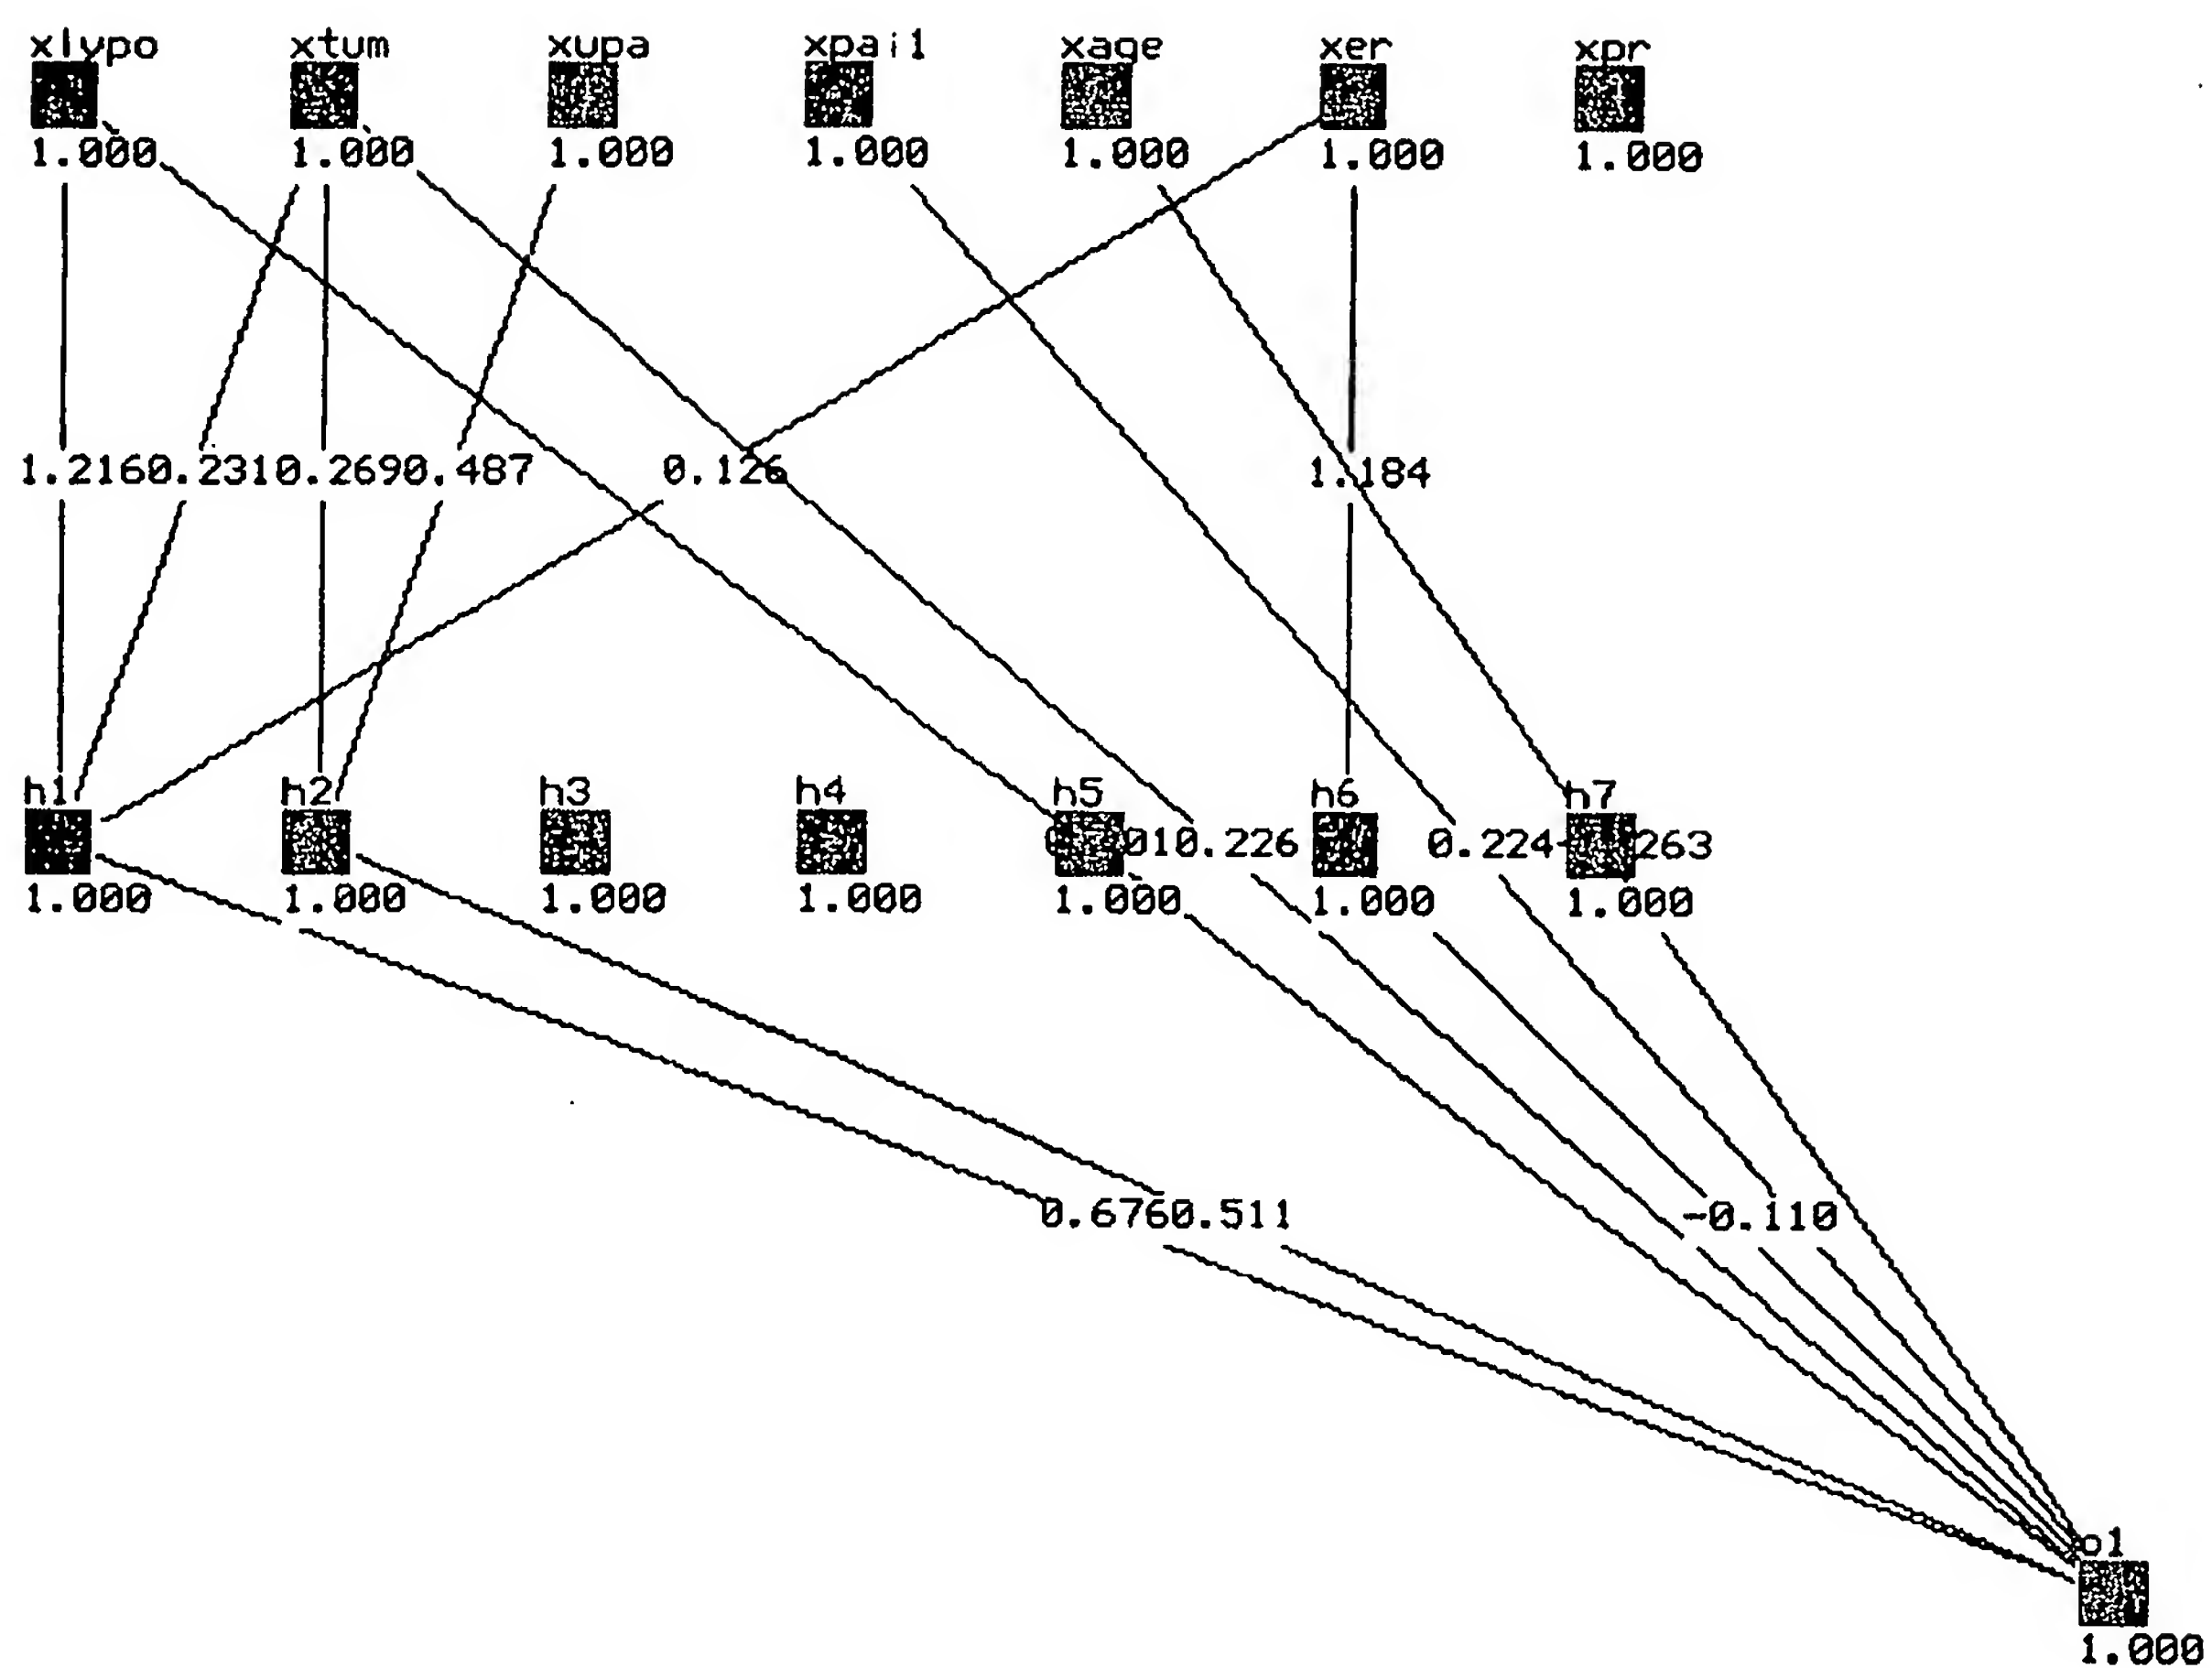 xlypo xtum xupa xpai1 xage xer xpr
1.000 1.000 1.000 1.000 1.000 1.000 1.000
1.2160.2310.2690.487 0.126 1.184
h1 h2 h3 h4 h5 h6 h7
010.226 0.224 263
1.000 1.000 1.000 1.000 1.000 1.000 1.000
0.6760.511 -0.110
o1
1.000